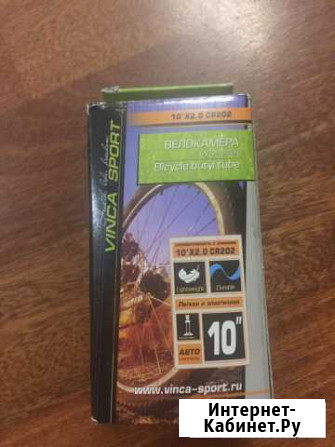 10"X2.0 CR202
ВЕЛОКАМЕРА
Bicycle butyl tube
VINCA SPORT
10"X2.0 CR202
Lightweight
Durable
Легкая и эластичная
АВТО
10"
www.vinca-sport.ru
Интернет-
Кабинет.Ру